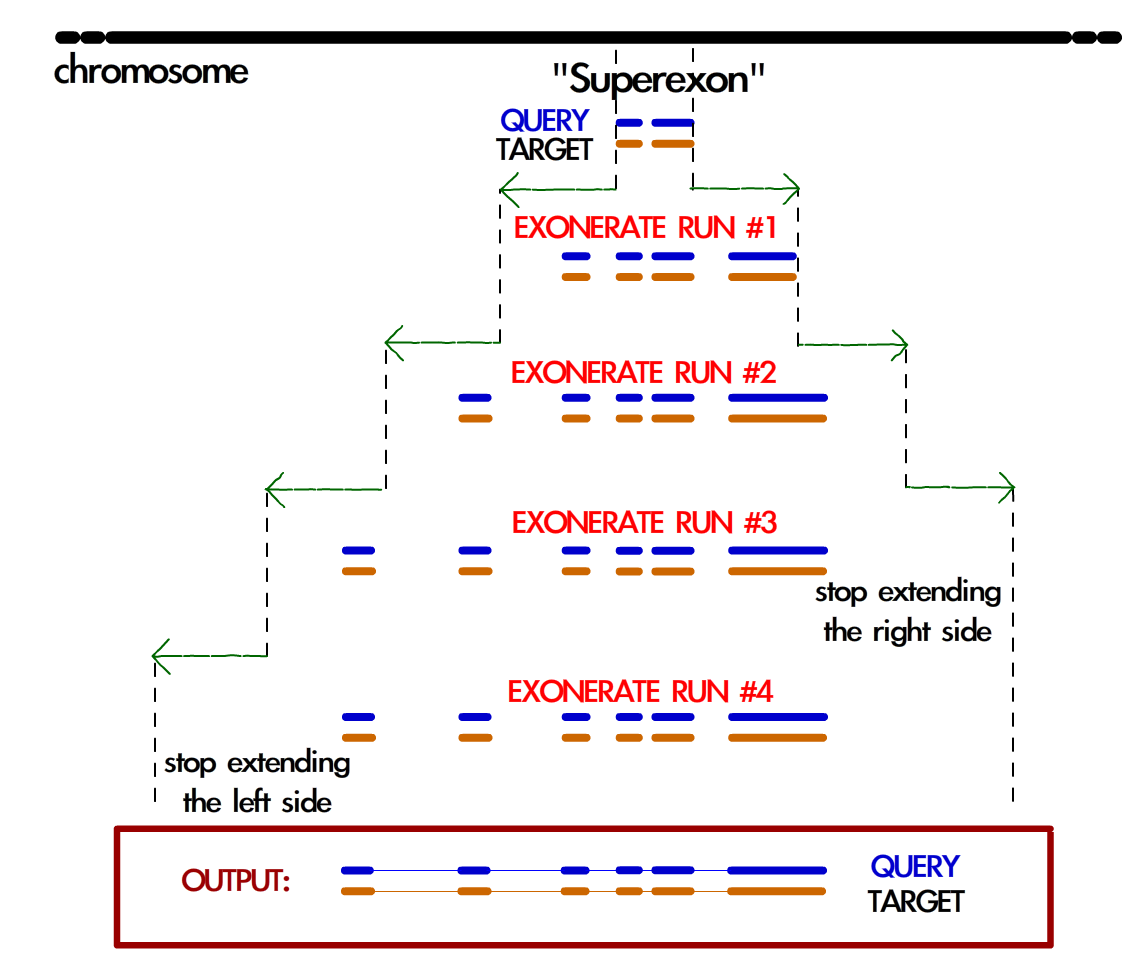 chromosome
"Superexon"
QUERY
TARGET
EXONERATE RUN #1
EXONERATE RUN #2
EXONERATE RUN #3
stop extending
the right side
EXONERATE RUN #4
stop extending
the left side
OUTPUT:
QUERY
TARGET